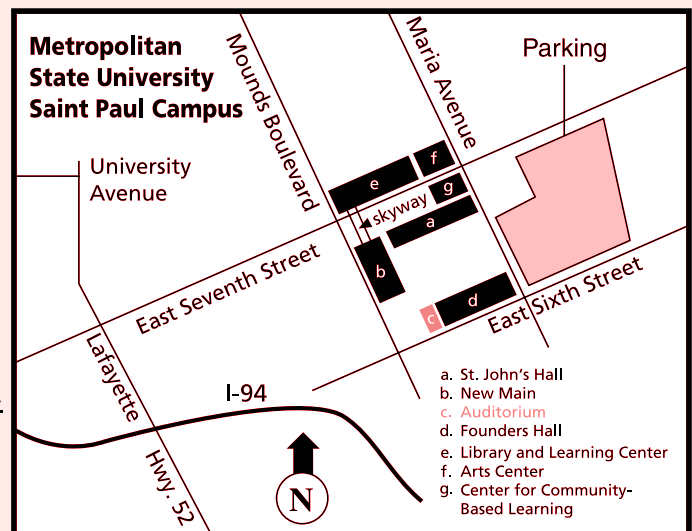 Metropolitan
State University
Saint Paul Campus
Mounds Boulevard
Maria Avenue
Parking
University
Avenue
f
e
g
skyway
a
b
East Seventh Street
d
c
East Sixth Street
Lafayette
I-94
Hwy. 52
N
a. St. John's Hall
b. New Main
c. Auditorium
d. Founders Hall
e. Library and Learning Center
f. Arts Center
g. Center for Community-
Based Learning